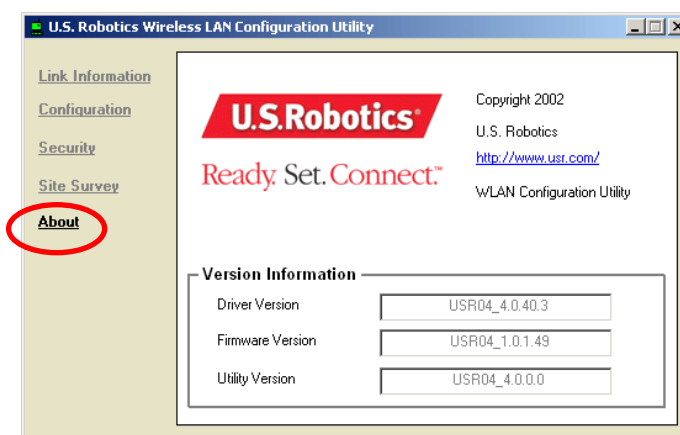 U.S. Robotics Wireless LAN Configuration Utility
Link Information
Configuration
Security
Site Survey
About
U.S.Robotics®
Ready. Set. Connect.™
Copyright 2002
U.S. Robotics
http://www.usr.com/
WLAN Configuration Utility
Version Information
Driver Version
USR04_4.0.40.3
Firmware Version
USR04_1.0.1.49
Utility Version
USR04_4.0.0.0